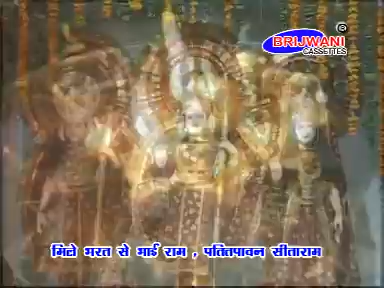 ®
BRIJWANI
CASSETTES
मिले भरत से भाई राम , पतितपावन सीताराम